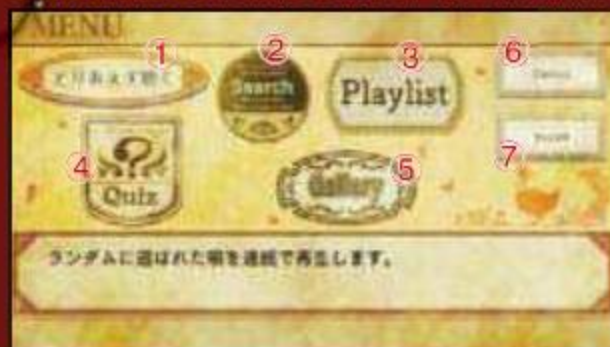 MENU
①
とりあえず聴く
②
Search
③
Playlist
④
Quiz
⑤
Gallery
⑥
⑦
ランダムに選ばれた唄を連続で再生します。